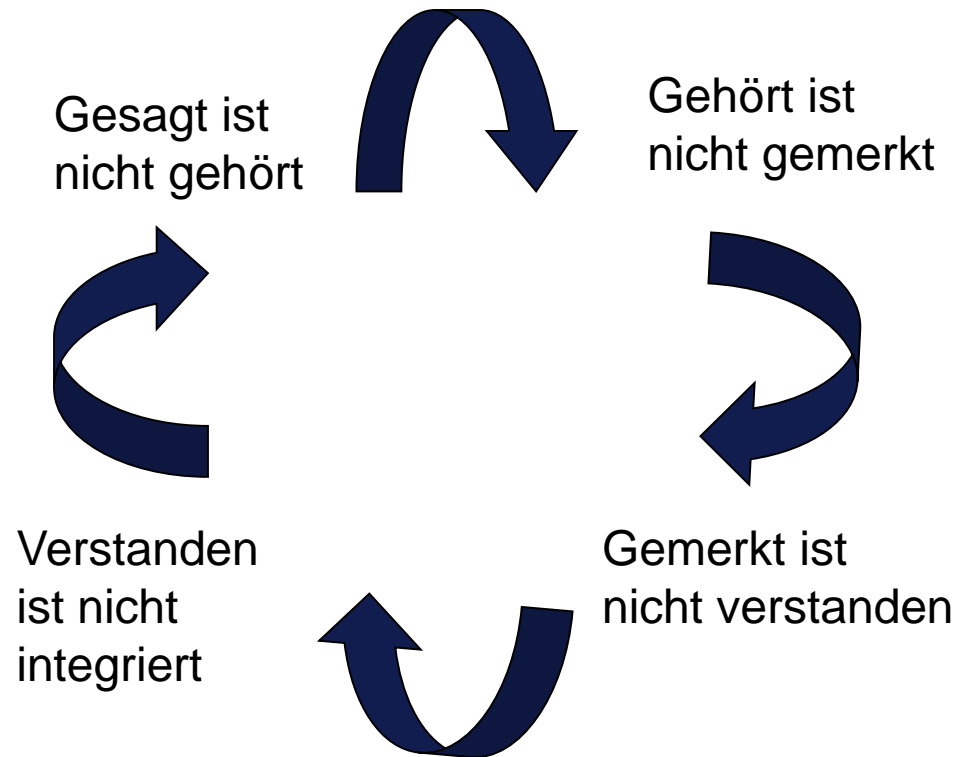 Gesagt ist
nicht gehört
Gehört ist
nicht gemerkt
Gemerkt ist
nicht verstanden
Verstanden
ist nicht
integriert